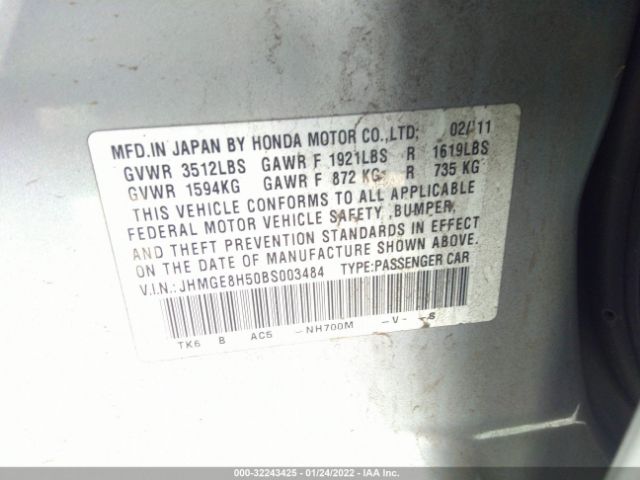 MFD.IN JAPAN BY HONDA MOTOR CO.,LTD; 02/11
GVWR 3512LBS GAWR F 1921LBS R 1619LBS
GVWR 1594KG GAWR F 872 KG R 735 KG
THIS VEHICLE CONFORMS TO ALL APPLICABLE
FEDERAL MOTOR VEHICLE SAFETY ,BUMPER,
AND THEFT PREVENTION STANDARDS IN EFFECT
ON THE DATE OF MANUFACTURE SHOWN ABOVE.
V.I.N.: JHMGE8H50BS003484 TYPE:PASSENGER CAR
TK6 B AC5 -NH700M -V- -S
000-32243425 - 01/24/2022 - IAA Inc.